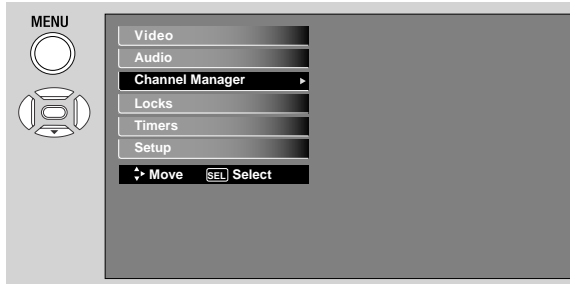 MENU
Video
Audio
Channel Manager
Locks
Timers
Setup
Move SEL Select